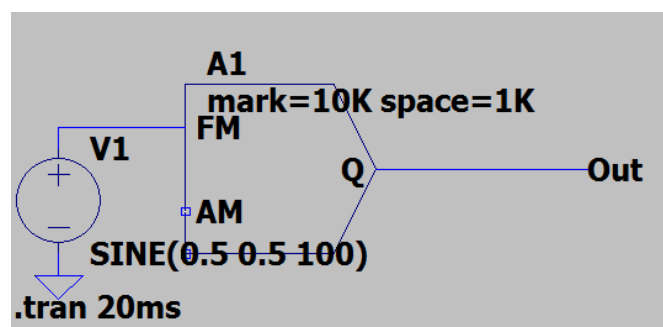 A1
mark=10K space=1K
FM
V1
Q
Out
AM
SINE(0.5 0.5 100)
.tran 20ms